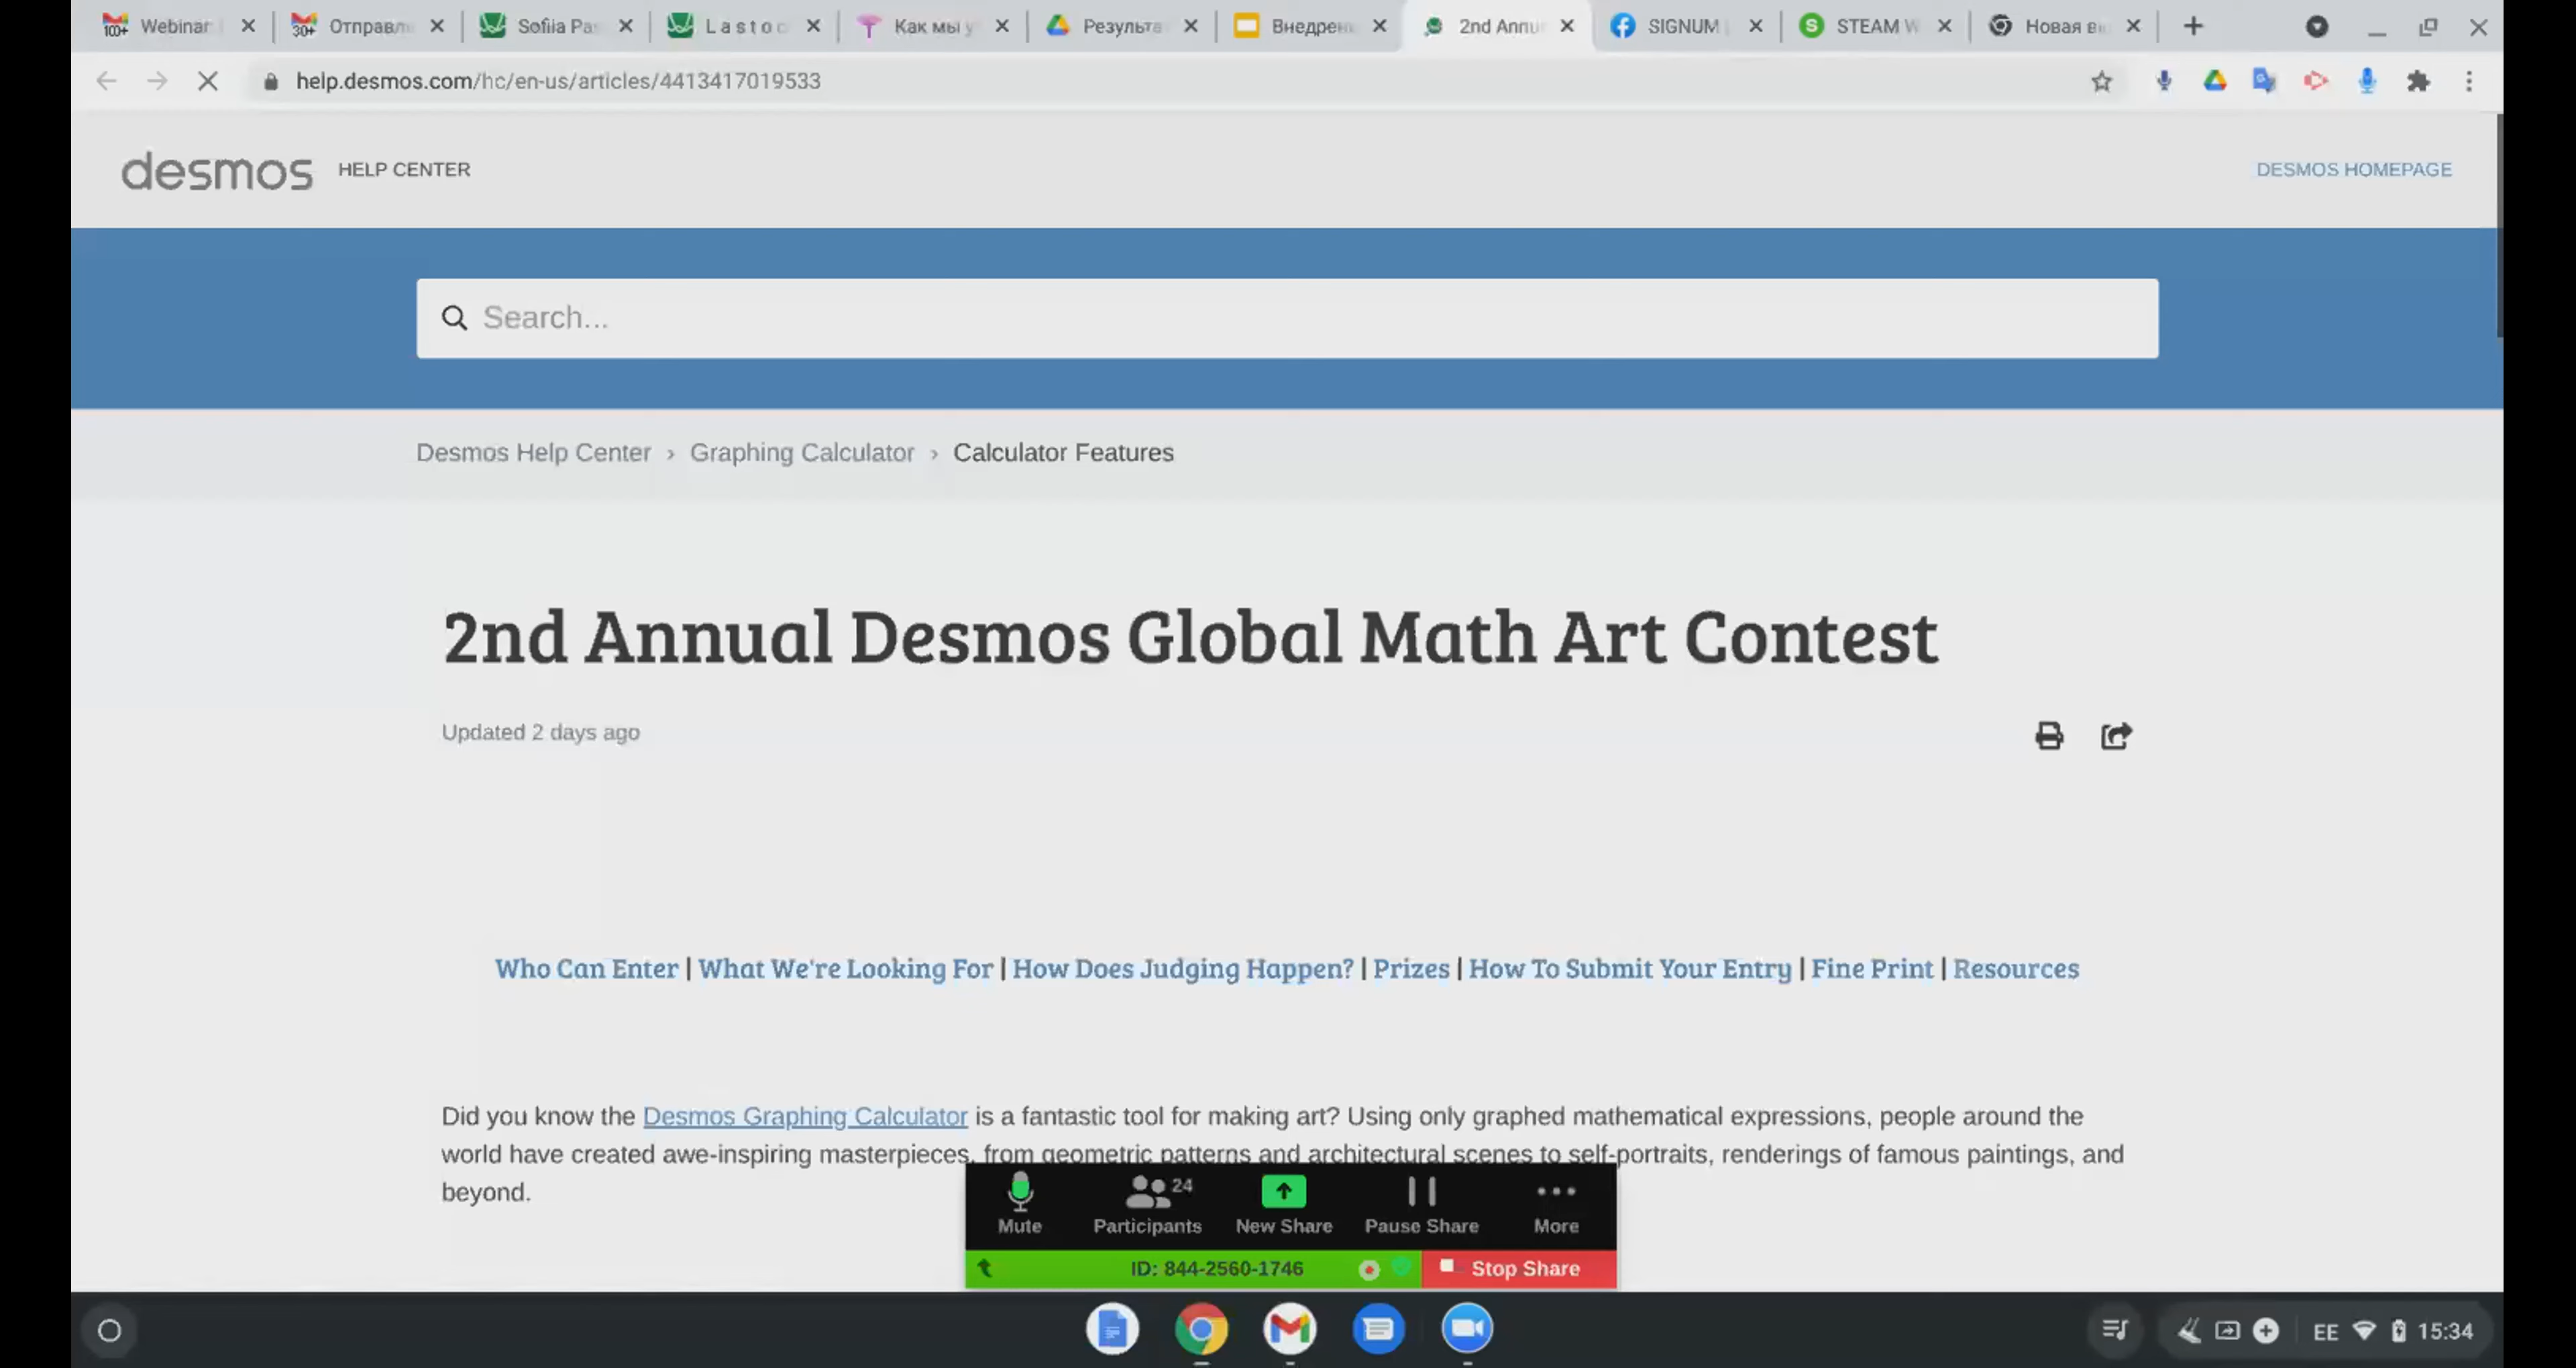 100+ Webinar
30+ Отправл
Sofiia Pa
L a s t o c
Как мы у
Результа
Внедрен
2nd Annu
SIGNUM
STEAM W
Новая в
help.desmos.com/hc/en-us/articles/4413417019533
desmos HELP CENTER
DESMOS HOMEPAGE
Search...
Desmos Help Center › Graphing Calculator › Calculator Features
2nd Annual Desmos Global Math Art Contest
Updated 2 days ago
Who Can Enter | What We're Looking For | How Does Judging Happen? | Prizes | How To Submit Your Entry | Fine Print | Resources
Did you know the Desmos Graphing Calculator is a fantastic tool for making art? Using only graphed mathematical expressions, people around the
world have created awe-inspiring masterpieces, from geometric patterns and architectural scenes to self-portraits, renderings of famous paintings, and
beyond.
24
Mute Participants New Share Pause Share More
ID: 844-2560-1746 Stop Share
EE 15:34